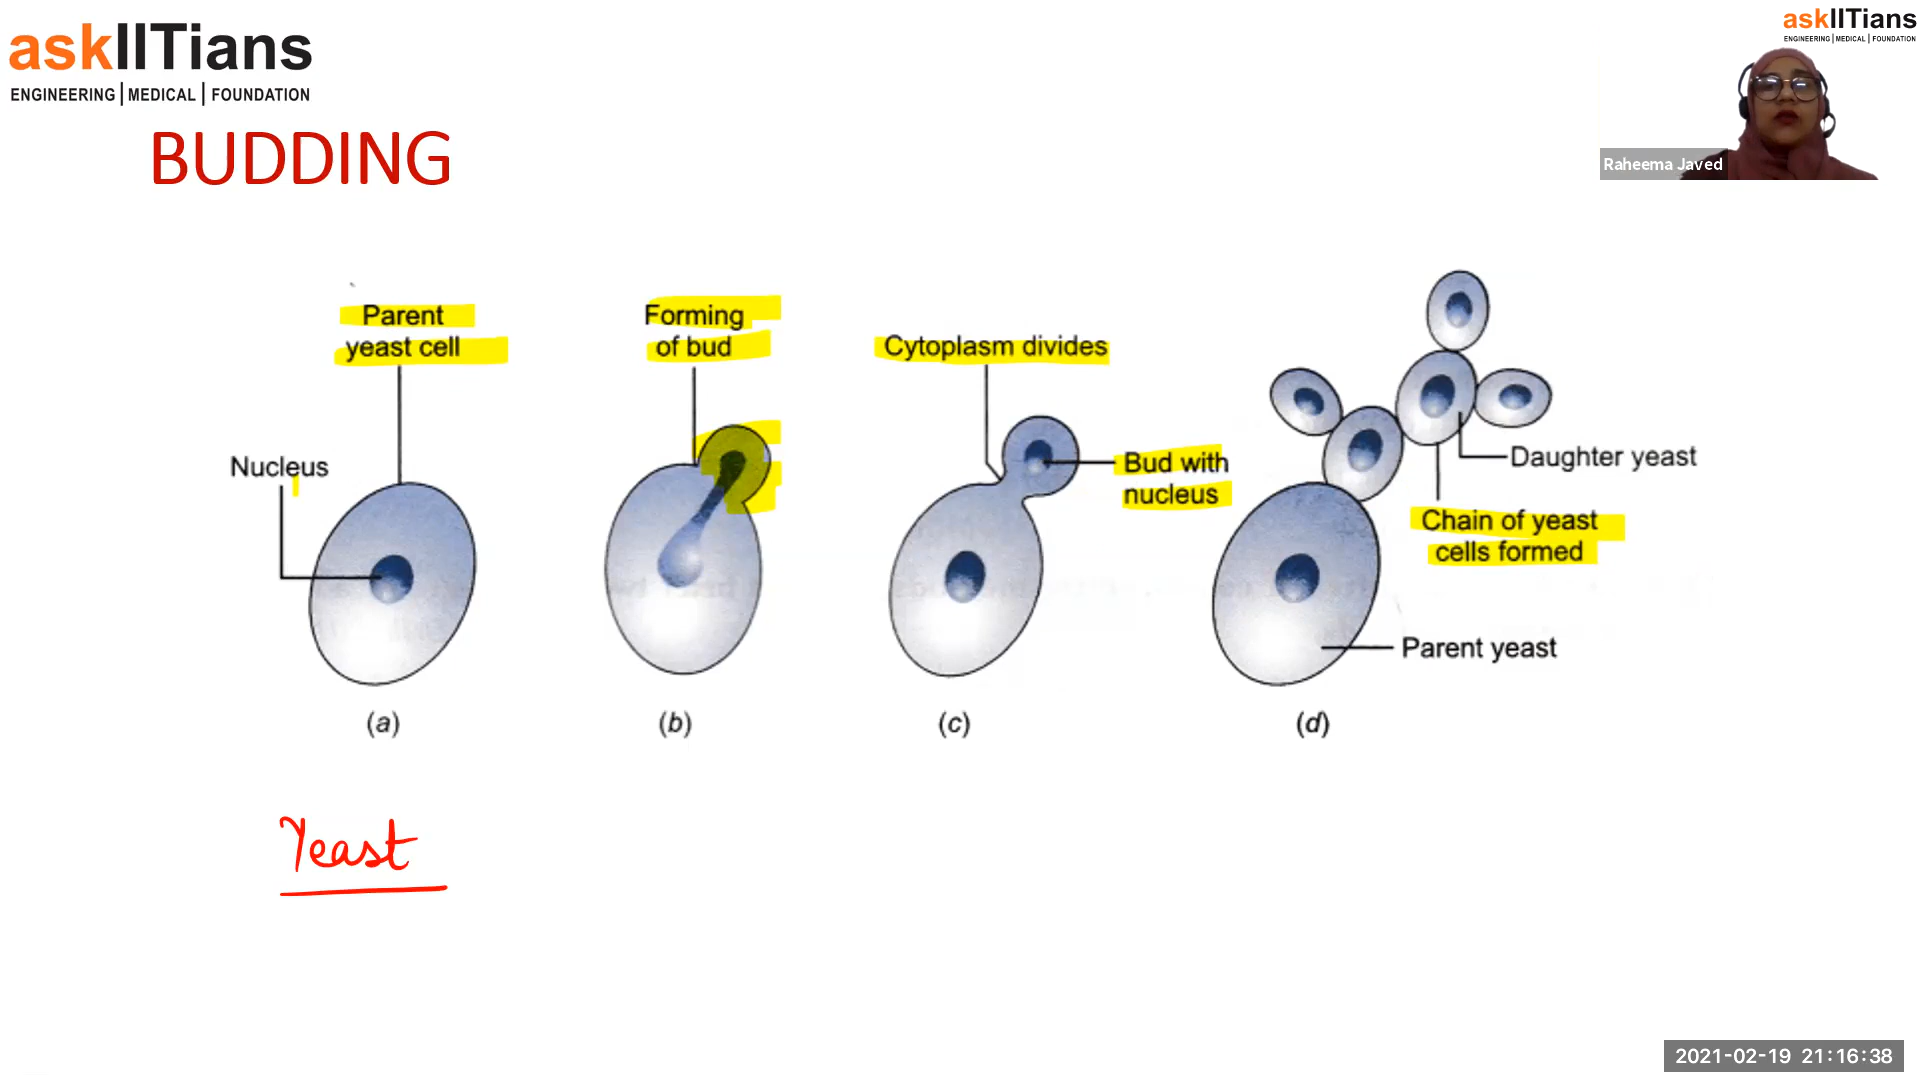 askIITians
ENGINEERING | MEDICAL | FOUNDATION
askIITians
ENGINEERING | MEDICAL | FOUNDATION
Raheema Javed
BUDDING
Parent
yeast cell
Nucleus
(a)
Forming
of bud
(b)
Cytoplasm divides
Bud with
nucleus
(c)
Daughter yeast
Chain of yeast
cells formed
Parent yeast
(d)
Yeast
2021-02-19 21:16:38